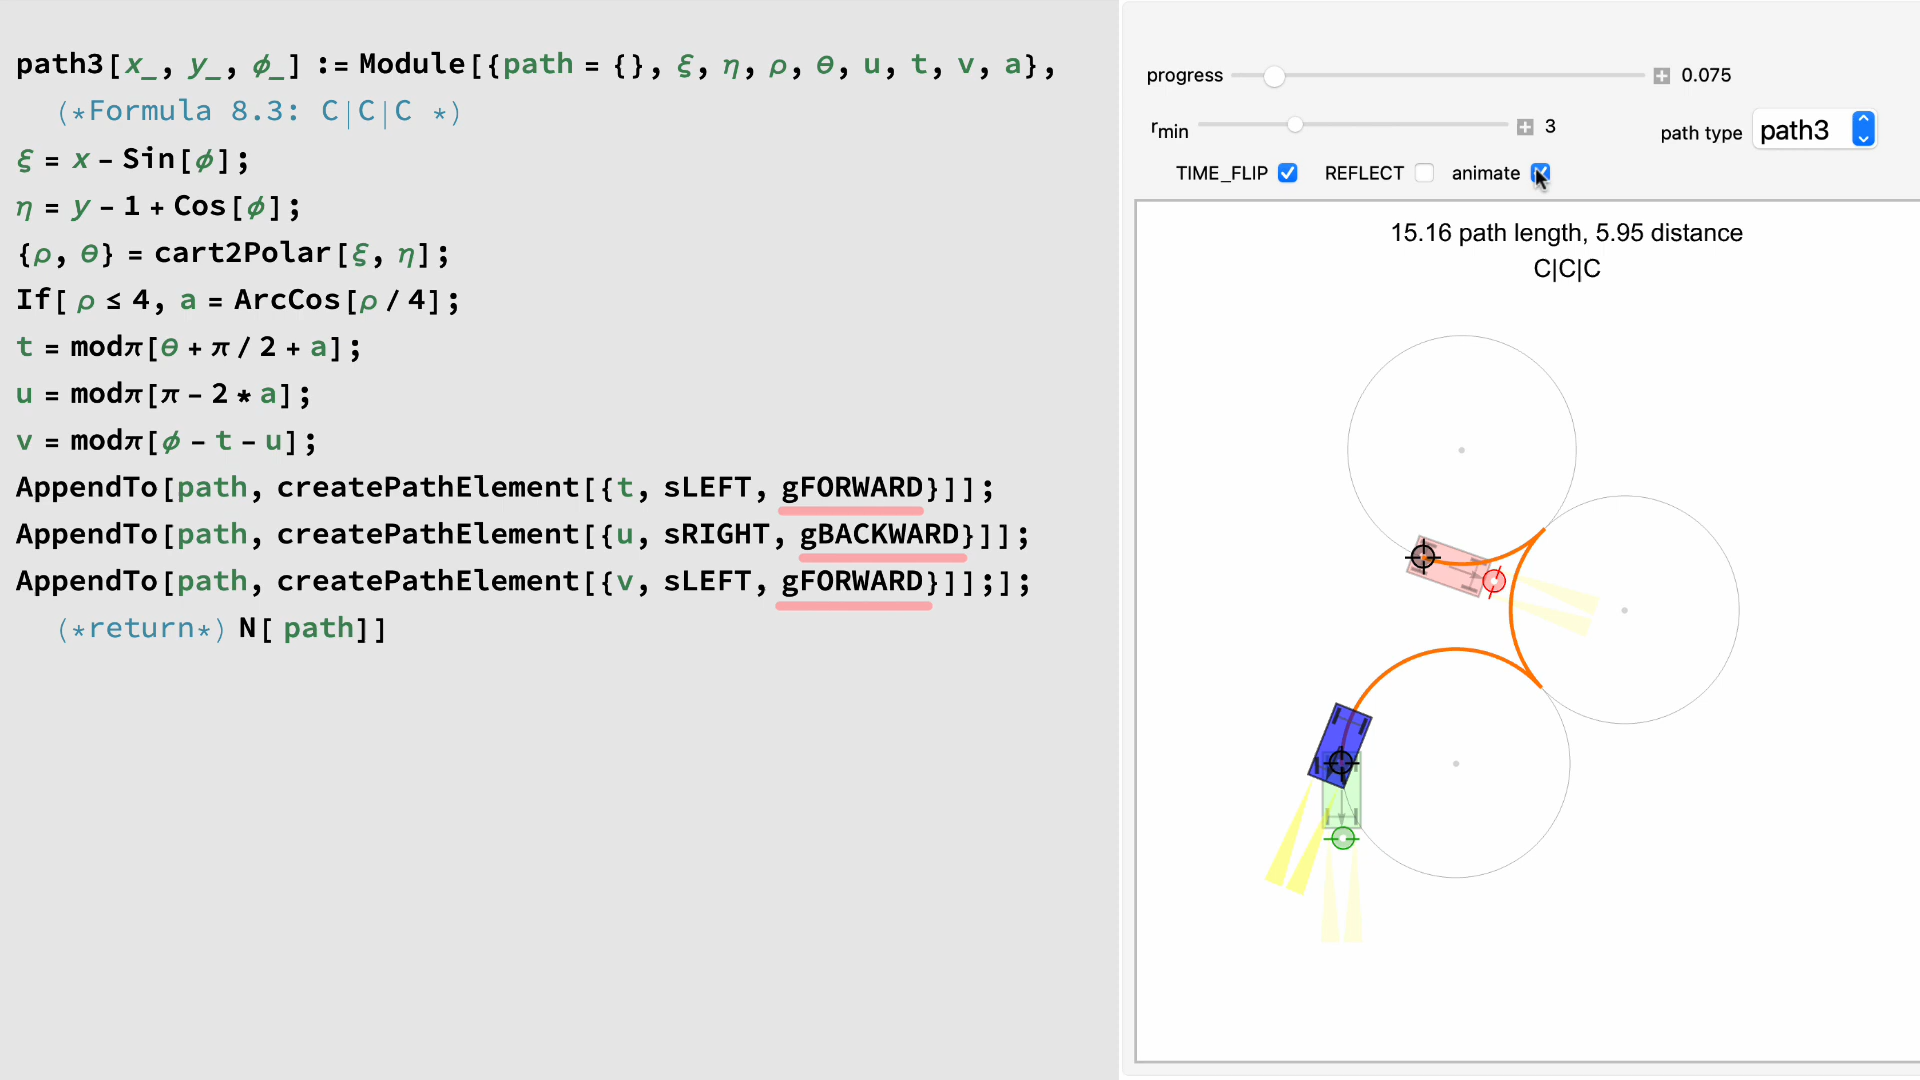 path3[x_, y_, ϕ_] := Module[{path = {}, ξ, η, ρ, θ, u, t, v, a},
(*Formula 8.3: C|C|C *)
ξ = x - Sin[ϕ];
η = y - 1 + Cos[ϕ];
{ρ, θ} = cart2Polar[ξ, η];
If[ ρ ≤ 4, a = ArcCos[ρ / 4];
t = modπ[θ + π / 2 + a];
u = modπ[π - 2 * a];
v = modπ[ϕ - t - u];
AppendTo[path, createPathElement[{t, sLEFT, gFORWARD}]];
AppendTo[path, createPathElement[{u, sRIGHT, gBACKWARD}]];
AppendTo[path, createPathElement[{v, sLEFT, gFORWARD}]];];
(*return*) N[ path]]
progress 0.075
rmin 3
path type path3
TIME_FLIP REFLECT animate
15.16 path length, 5.95 distance
C|C|C